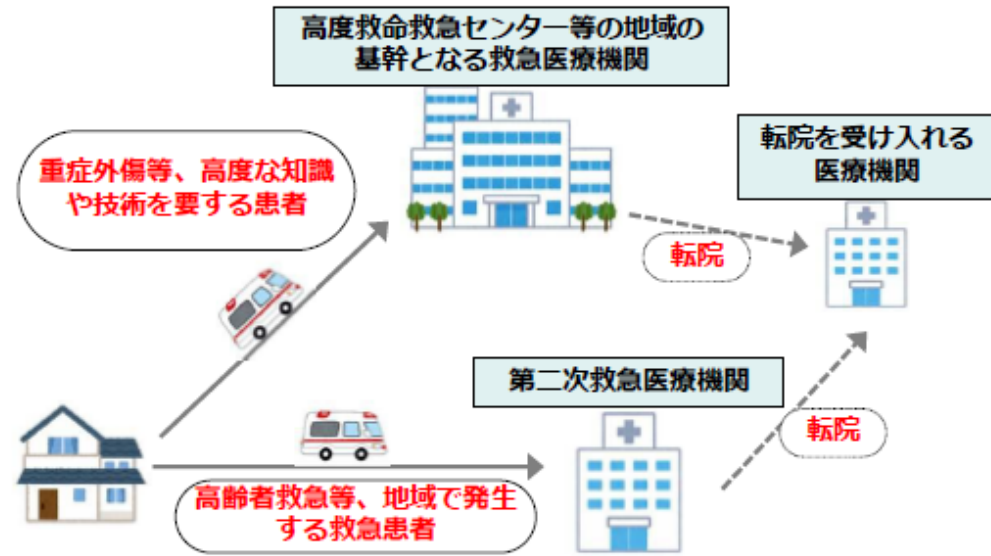 高度救命救急センター等の地域の
基幹となる救急医療機関
転院を受け入れる
医療機関
重症外傷等、高度な知識
や技術を要する患者
転院
第二次救急医療機関
転院
高齢者救急等、地域で発生
する救急患者